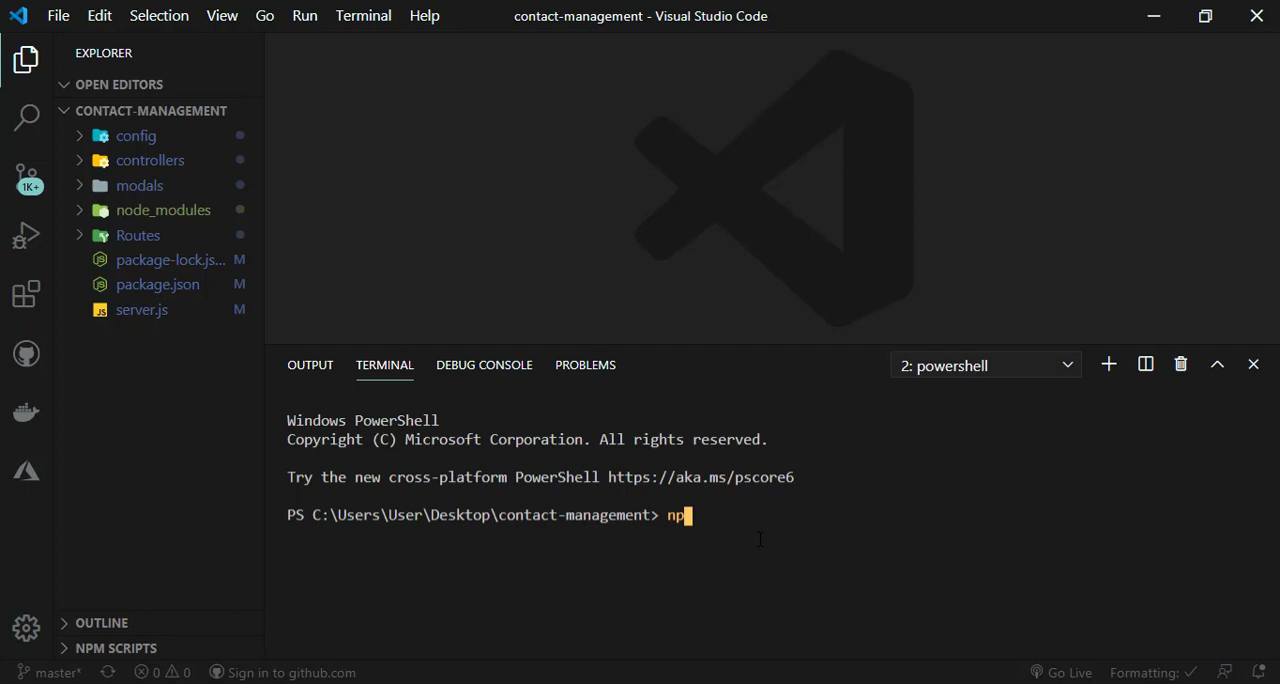 File Edit Selection View Go Run Terminal Help
contact-management - Visual Studio Code
EXPLORER
OPEN EDITORS
CONTACT-MANAGEMENT
config
controllers
modals
node_modules
Routes
package-lock.js... M
package.json M
server.js M
1K+
OUTPUT TERMINAL DEBUG CONSOLE PROBLEMS
2: powershell
Windows PowerShell
Copyright (C) Microsoft Corporation. All rights reserved.
Try the new cross-platform PowerShell https://aka.ms/pscore6
PS C:\Users\User\Desktop\contact-management> np
OUTLINE
NPM SCRIPTS
master* 0 0 Sign in to github.com Go Live Formatting: ✓